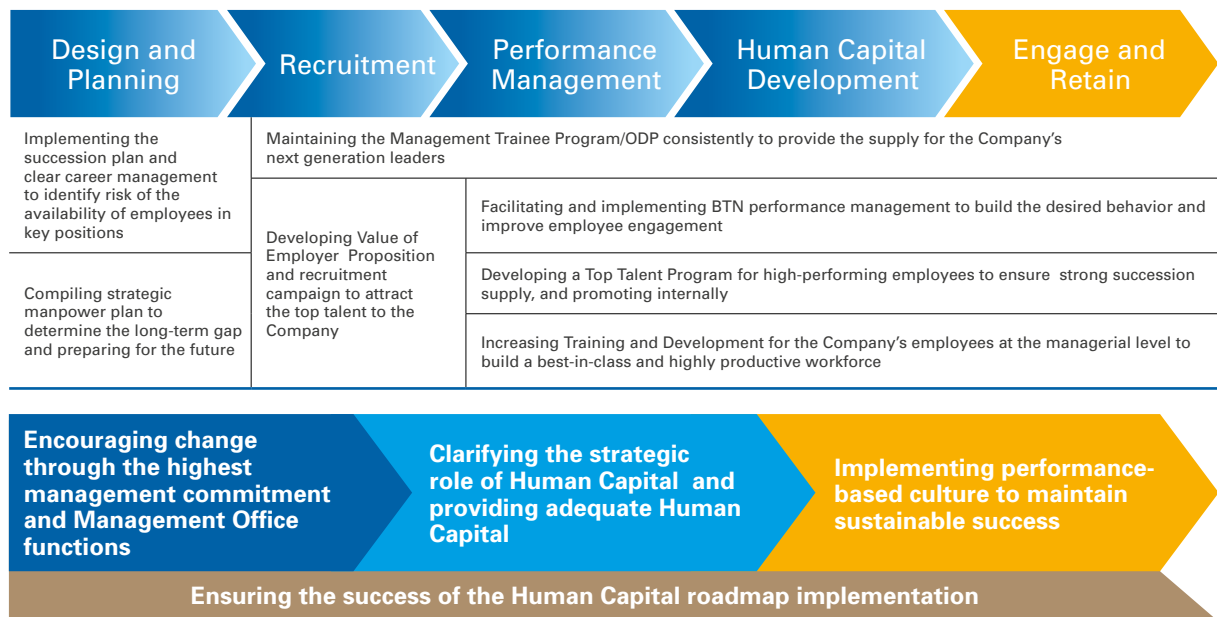 Design and
Planning
Recruitment
Performance
Management
Human Capital
Development
Engage and
Retain
Implementing the
succession plan and
clear career management
to identify risk of the
availability of employees in
key positions
Compiling strategic
manpower plan to
determine the long-term gap
and preparing for the future
Maintaining the Management Trainee Program/ODP consistently to provide the supply for the Company's
next generation leaders
Developing Value of
Employer Proposition
and recruitment
campaign to attract
the top talent to the
Company
Facilitating and implementing BTN performance management to build the desired behavior and
improve employee engagement
Developing a Top Talent Program for high-performing employees to ensure strong succession
supply, and promoting internally
Increasing Training and Development for the Company's employees at the managerial level to
build a best-in-class and highly productive workforce
Encouraging change
through the highest
management commitment
and Management Office
functions
Clarifying the strategic
role of Human Capital and
providing adequate Human
Capital
Implementing performance-
based culture to maintain
sustainable success
Ensuring the success of the Human Capital roadmap implementation